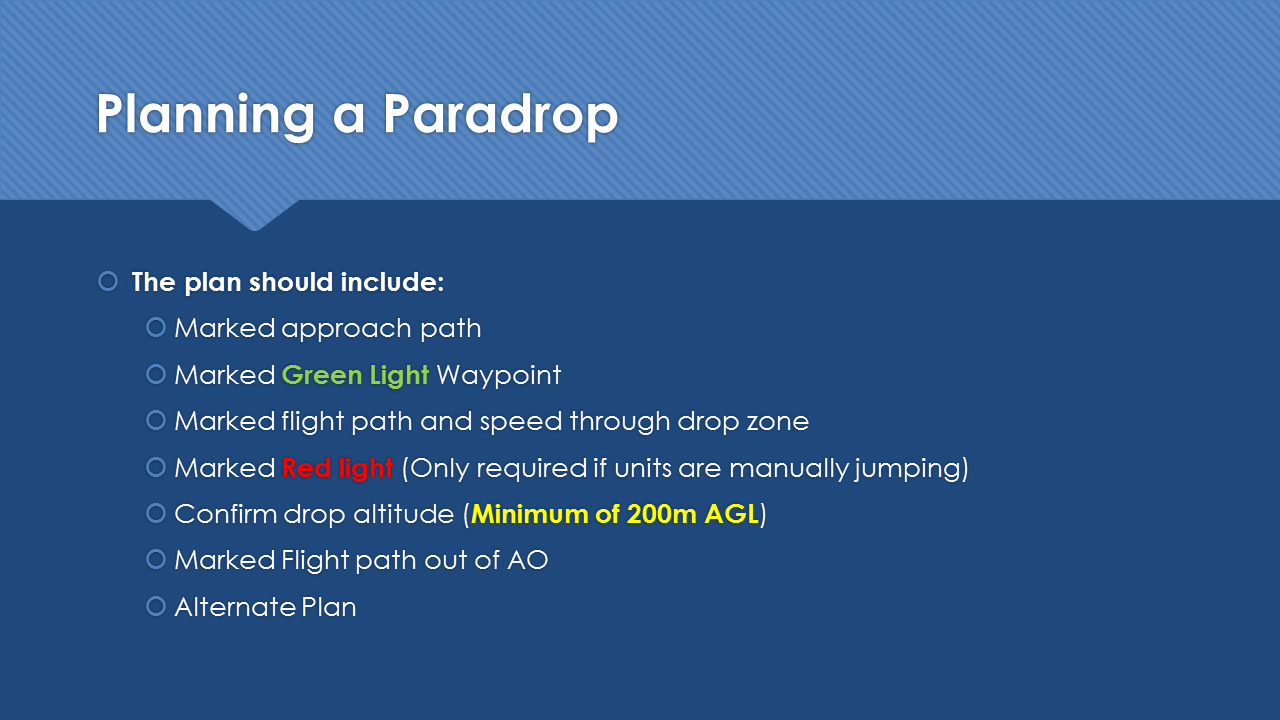 Planning a Paradrop
The plan should include:
Marked approach path
Marked Green Light Waypoint
Marked flight path and speed through drop zone
Marked Red light (Only required if units are manually jumping)
Confirm drop altitude (Minimum of 200m AGL)
Marked Flight path out of AO
Alternate Plan